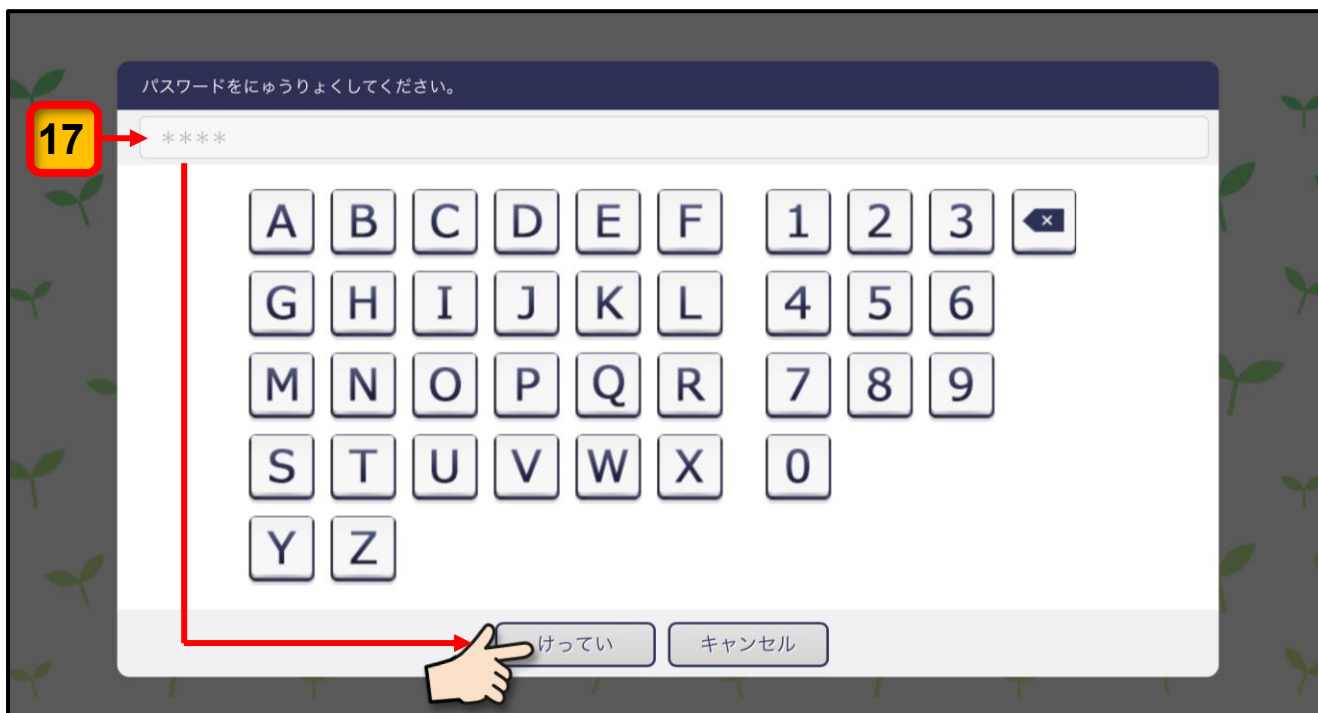 パスワードをにゅうりょくしてください。
17
****
A B C D E F 1 2 3
G H I J K L 4 5 6
M N O P Q R 7 8 9
S T U V W X 0
Y Z
けってい キャンセル